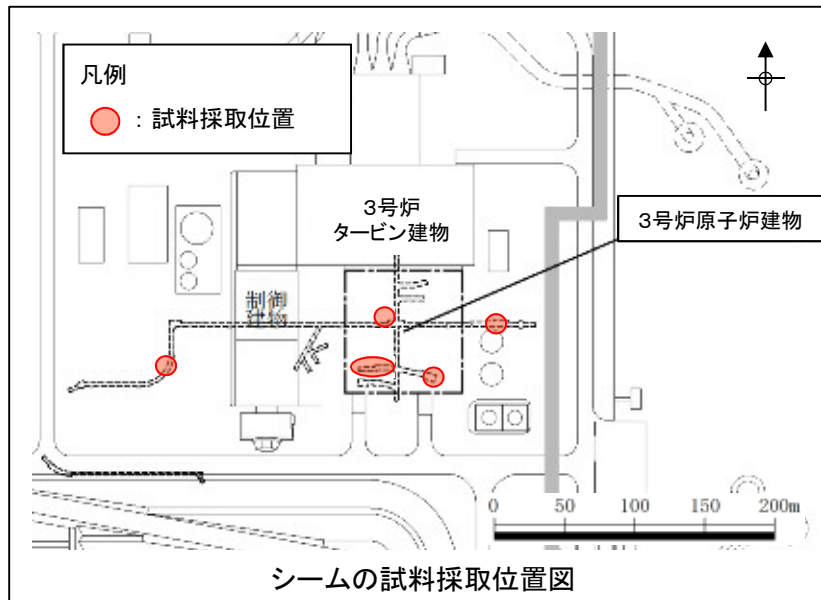 凡例
：試料採取位置
3号炉
タービン建物
3号炉原子炉建物
制御
建物
0 50 100 150 200m
シームの試料採取位置図